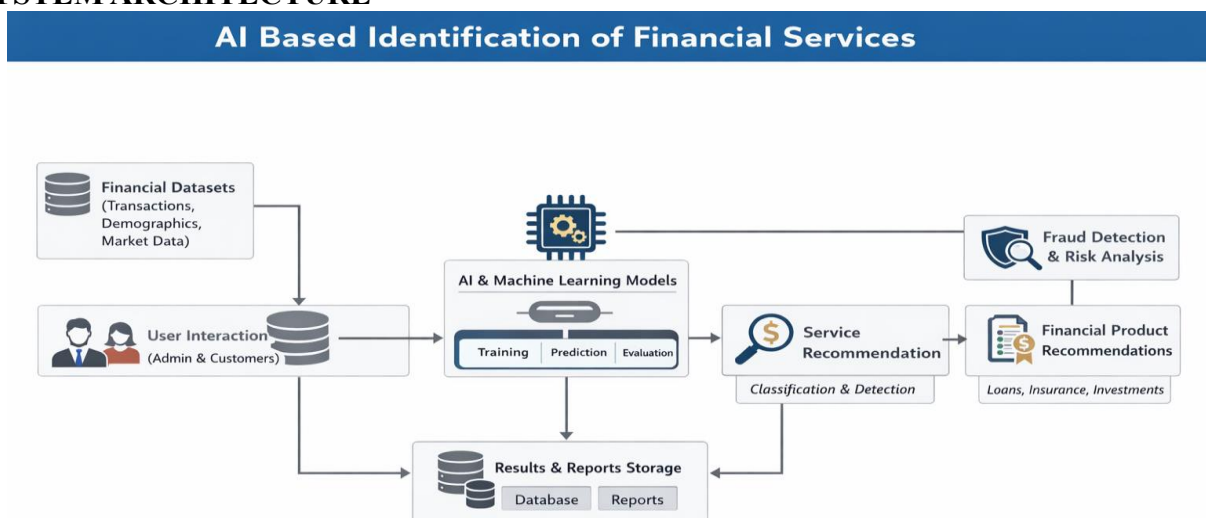 SYSTEM ARCHITECTURE
AI Based Identification of Financial Services
Financial Datasets
(Transactions,
Demographics,
Market Data)
User Interaction
(Admin & Customers)
AI & Machine Learning Models
Training
Prediction
Evaluation
Service
Recommendation
Classification & Detection
Fraud Detection
& Risk Analysis
Financial Product
Recommendations
Loans, Insurance, Investments
Results & Reports Storage
Database
Reports